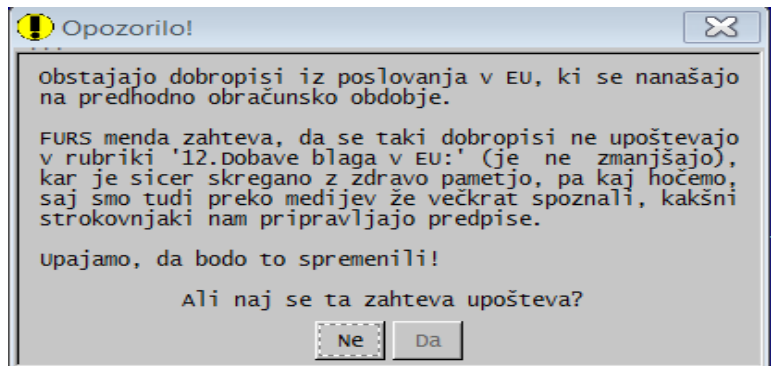 Opozorilo!
Obstajajo dobropisi iz poslovanja v EU, ki se nanašajo
na predhodno obračunsko obdobje.
FURS menda zahteva, da se taki dobropisi ne upoštevajo
v rubriki '12.Dobave blaga v EU:' (je ne zmanjšajo),
kar je sicer skregano z zdravo pametjo, pa kaj hočemo,
saj smo tudi preko medijev že večkrat spoznali, kakšni
strokovnjaki nam pripravljajo predpise.
Upajamo, da bodo to spremenili!
Ali naj se ta zahteva upošteva?
Ne Da